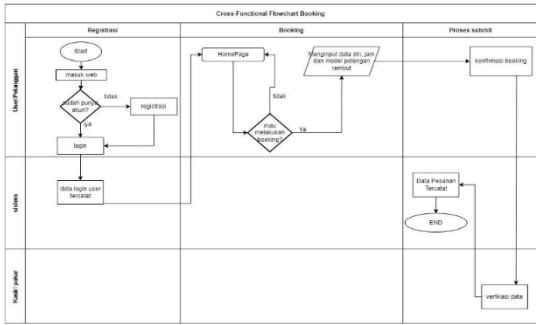 Cross-Functional Flowchart Booking
Registrasi
Booking
Proses submit
User/Pelanggan
Start
masuk web
sudah punya
akun?
tidak
registrasi
iya
login
HomePage
tidak
mau
melakukan
booking?
Ya
Menginput data diri, jam
dan model potongan
rambut
konfirmasi booking
sistem
data login user
tercatat
Data Pesanan
Tercatat
END
verifikasi data